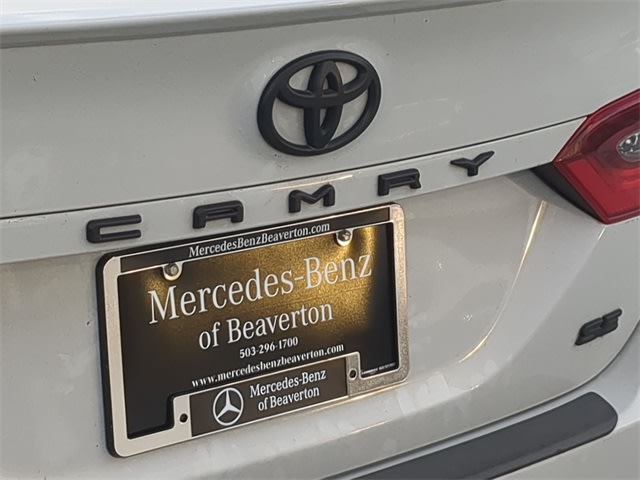 CAMRY
MercedesBenzBeaverton.com
Mercedes-Benz
of Beaverton
503-296-1700
www.mercedesbenzbeaverton.com
Mercedes-Benz
of Beaverton
SE